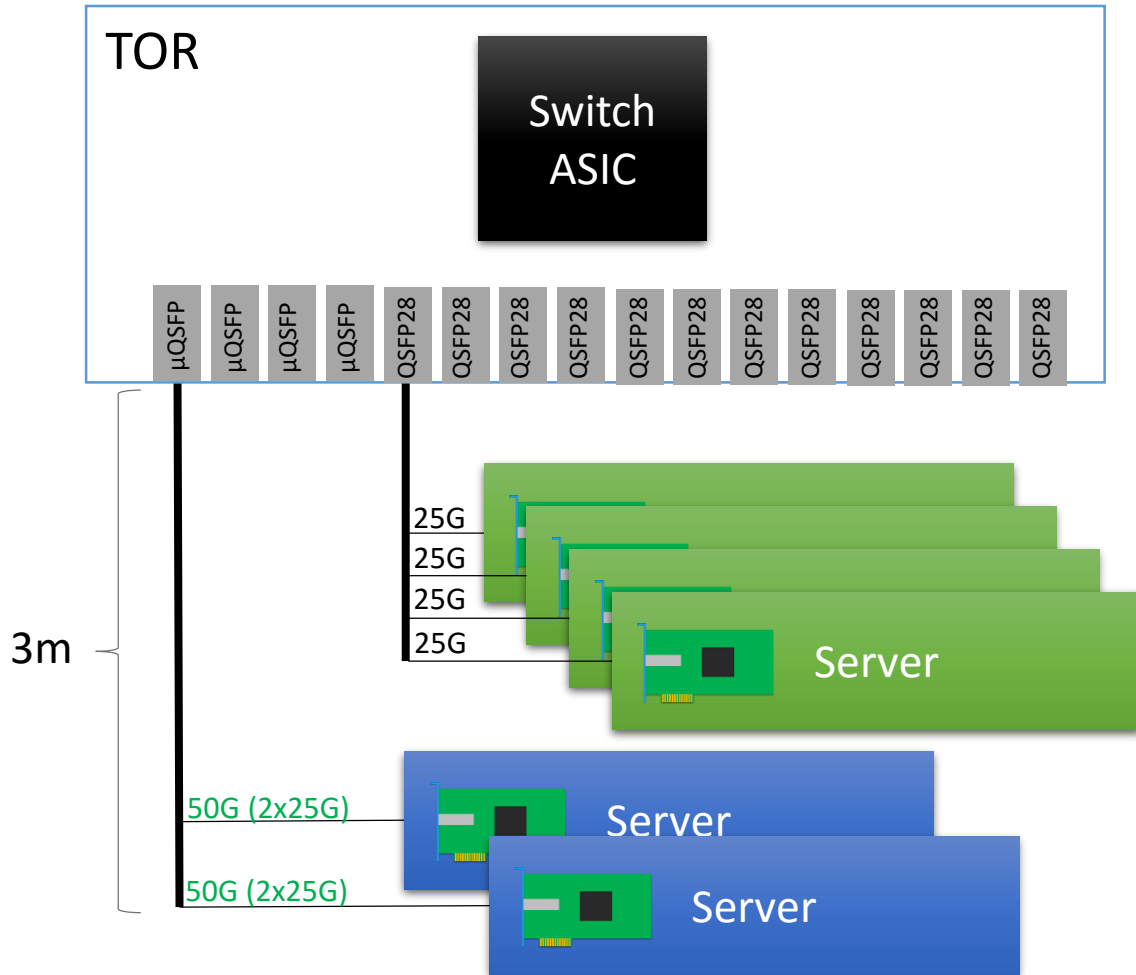 TOR
Switch
ASIC
µQSFP
µQSFP
µQSFP
µQSFP
QSFP28
QSFP28
QSFP28
QSFP28
QSFP28
QSFP28
QSFP28
QSFP28
QSFP28
QSFP28
QSFP28
QSFP28
25G
25G
25G
25G
Server
3m
50G (2x25G)
Server
50G (2x25G)
Server